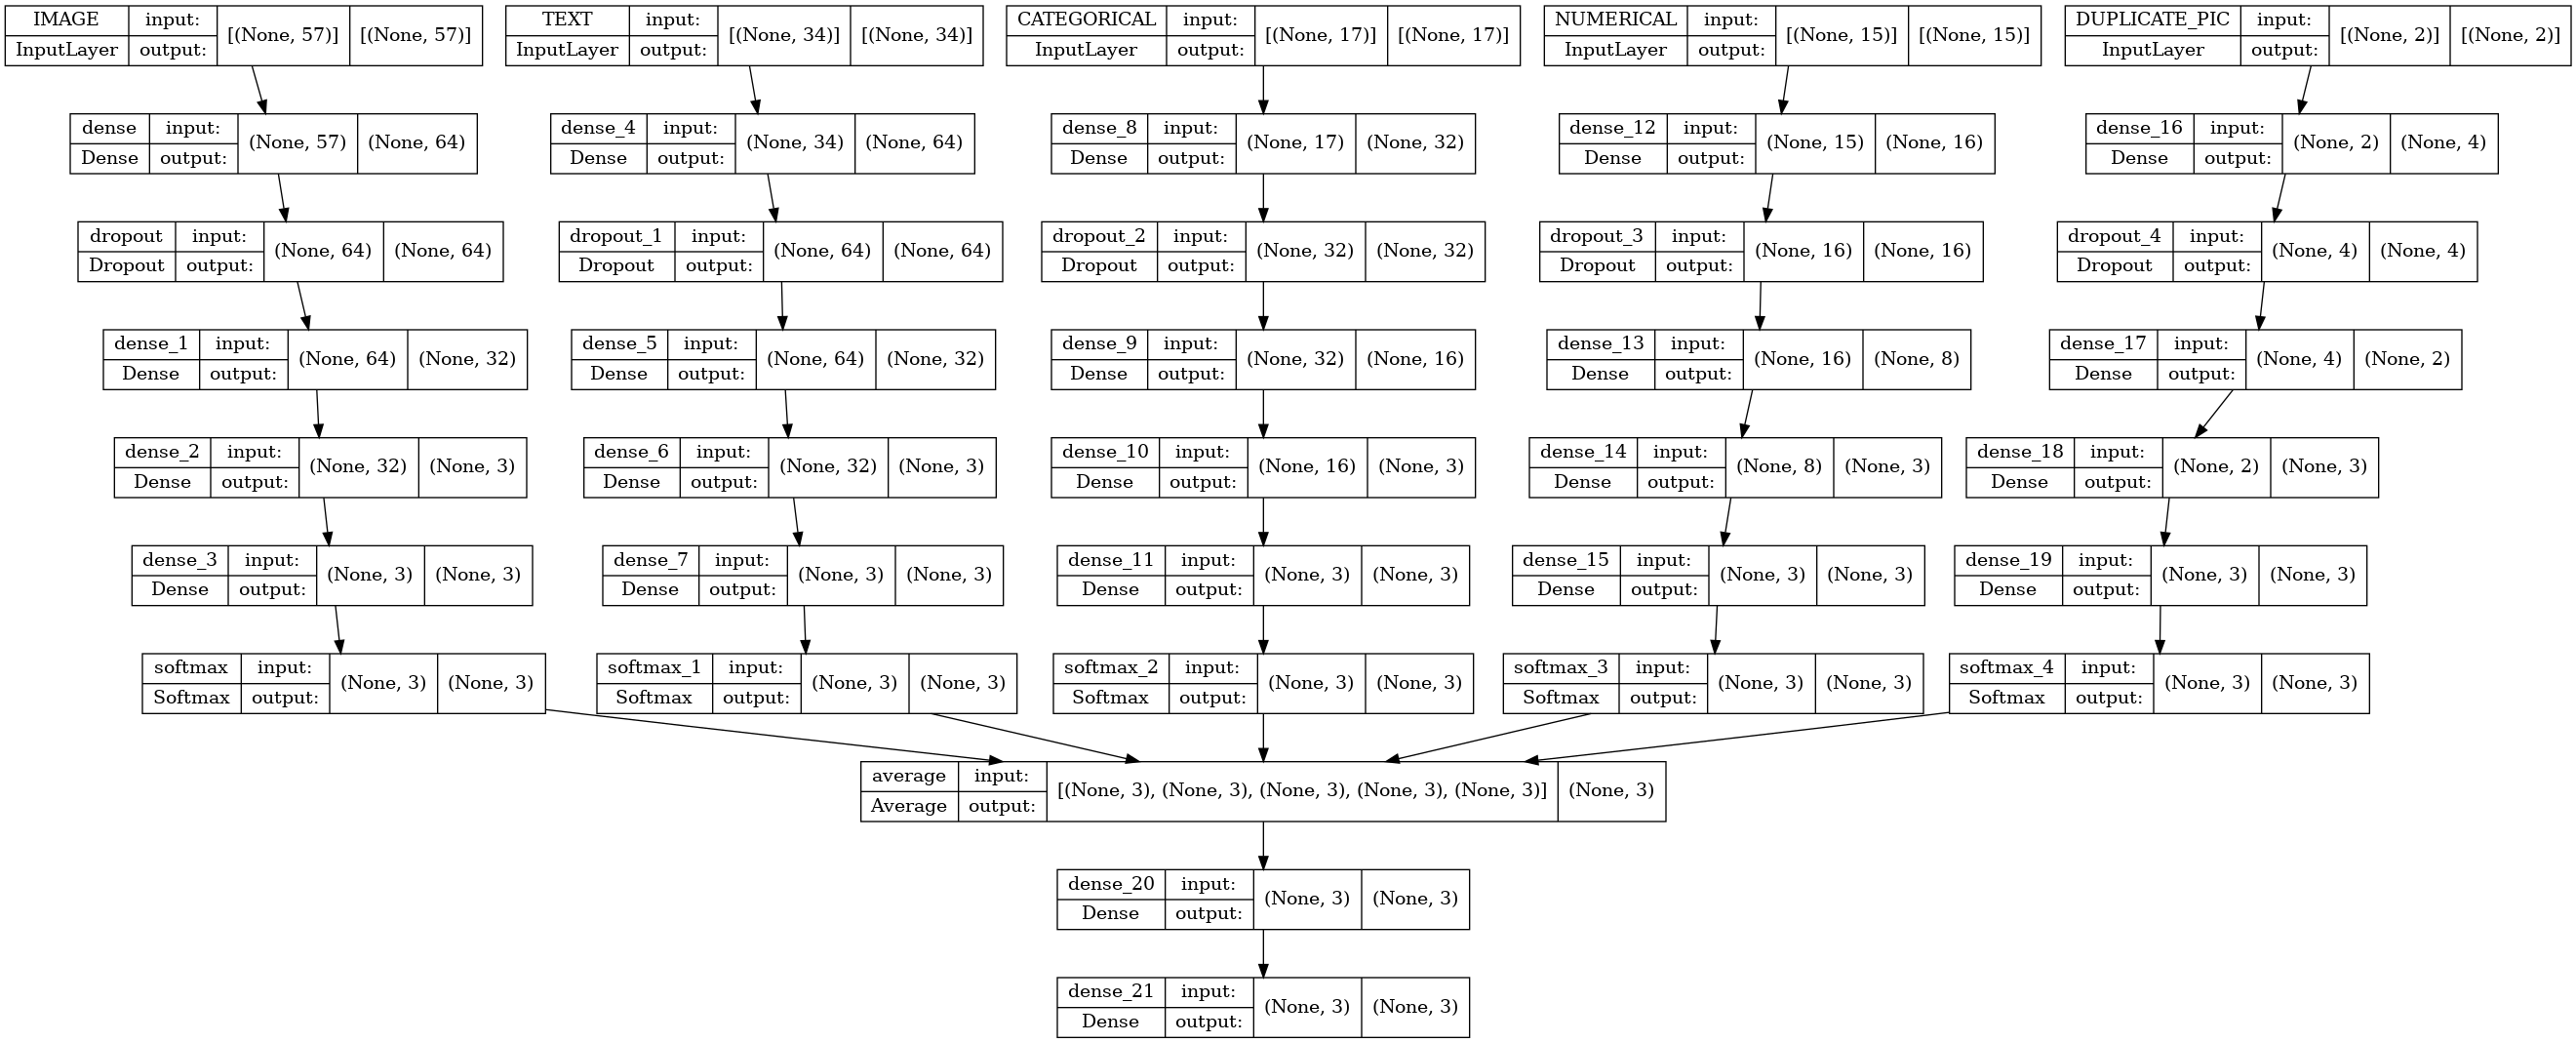 IMAGE input: [(None, 57)] [(None, 57)]
InputLayer output:
TEXT input: [(None, 34)] [(None, 34)]
InputLayer output:
CATEGORICAL input: [(None, 17)] [(None, 17)]
InputLayer output:
NUMERICAL input: [(None, 15)] [(None, 15)]
InputLayer output:
DUPLICATE_PIC input: [(None, 2)] [(None, 2)]
InputLayer output:
dense input: (None, 57) (None, 64)
Dense output:
dense_4 input: (None, 34) (None, 64)
Dense output:
dense_8 input: (None, 17) (None, 32)
Dense output:
dense_12 input: (None, 15) (None, 16)
Dense output:
dense_16 input: (None, 2) (None, 4)
Dense output:
dropout input: (None, 64) (None, 64)
Dropout output:
dropout_1 input: (None, 64) (None, 64)
Dropout output:
dropout_2 input: (None, 32) (None, 32)
Dropout output:
dropout_3 input: (None, 16) (None, 16)
Dropout output:
dropout_4 input: (None, 4) (None, 4)
Dropout output:
dense_1 input: (None, 64) (None, 32)
Dense output:
dense_5 input: (None, 64) (None, 32)
Dense output:
dense_9 input: (None, 32) (None, 16)
Dense output:
dense_13 input: (None, 16) (None, 8)
Dense output:
dense_17 input: (None, 4) (None, 2)
Dense output:
dense_2 input: (None, 32) (None, 3)
Dense output:
dense_6 input: (None, 32) (None, 3)
Dense output:
dense_10 input: (None, 16) (None, 3)
Dense output:
dense_14 input: (None, 8) (None, 3)
Dense output:
dense_18 input: (None, 2) (None, 3)
Dense output:
dense_3 input: (None, 3) (None, 3)
Dense output:
dense_7 input: (None, 3) (None, 3)
Dense output:
dense_11 input: (None, 3) (None, 3)
Dense output:
dense_15 input: (None, 3) (None, 3)
Dense output:
dense_19 input: (None, 3) (None, 3)
Dense output:
softmax input: (None, 3) (None, 3)
Softmax output:
softmax_1 input: (None, 3) (None, 3)
Softmax output:
softmax_2 input: (None, 3) (None, 3)
Softmax output:
softmax_3 input: (None, 3) (None, 3)
Softmax output:
softmax_4 input: (None, 3) (None, 3)
Softmax output:
average input: [(None, 3), (None, 3), (None, 3), (None, 3), (None, 3)] (None, 3)
Average output:
dense_20 input: (None, 3) (None, 3)
Dense output:
dense_21 input: (None, 3) (None, 3)
Dense output: